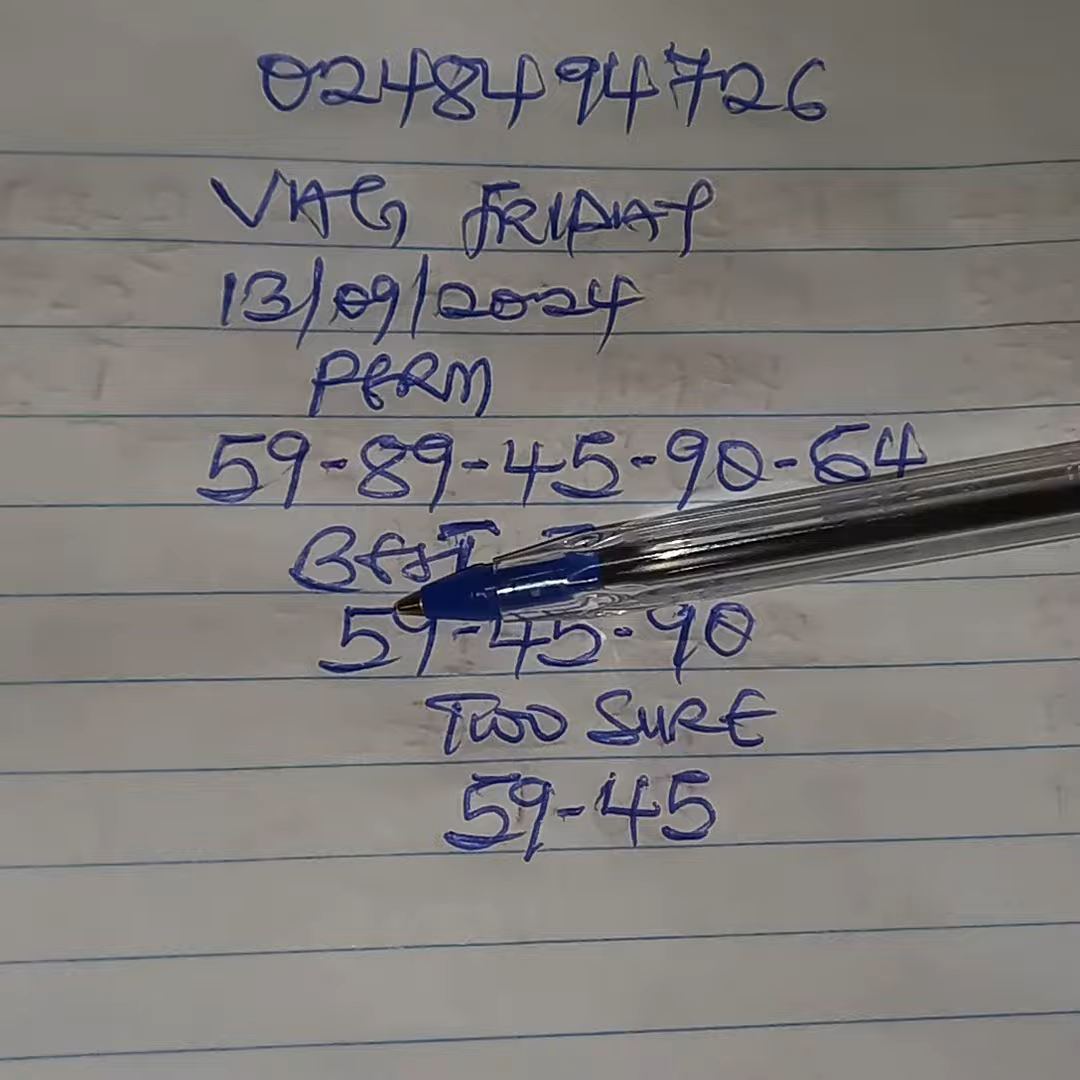 0248494726
VAG FRIDAY
13/09/2024
PERM
59-89-45-90-64
BEST
59-45-90
TWO SURE
59-45